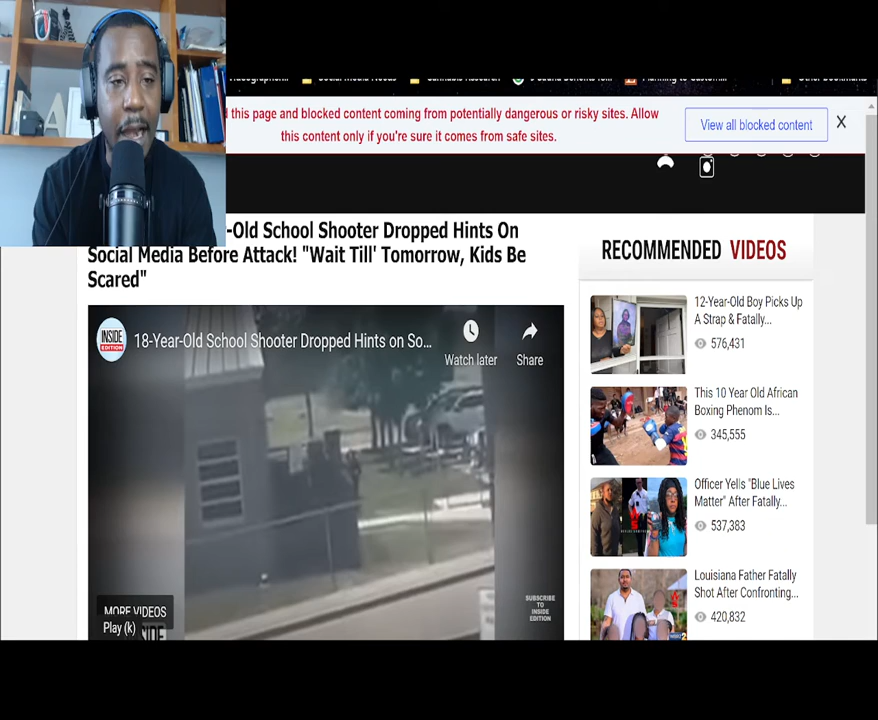 Other Bookmarks
d this page and blocked content coming from potentially dangerous or risky sites. Allow
this content only if you're sure it comes from safe sites.
View all blocked content
X
-Old School Shooter Dropped Hints On
Social Media Before Attack! "Wait Till' Tomorrow, Kids Be
Scared"
RECOMMENDED VIDEOS
INSIDE
EDITION
18-Year-Old School Shooter Dropped Hints on So...
Watch later
Share
12-Year-Old Boy Picks Up
A Strap & Fatally...
576,431
This 10 Year Old African
Boxing Phenom Is...
345,555
Officer Yells "Blue Lives
Matter" After Fatally...
537,383
Louisiana Father Fatally
Shot After Confronting...
420,832
MORE VIDEOS
Play (k)
SUBSCRIBE
TO
INSIDE
EDITION
A